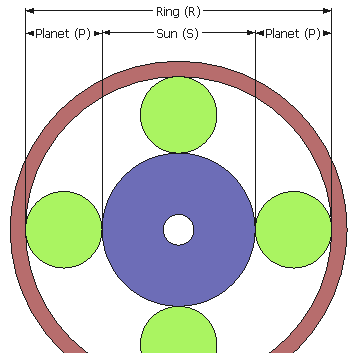 Ring (R)
Planet (P)
Sun (S)
Planet (P)